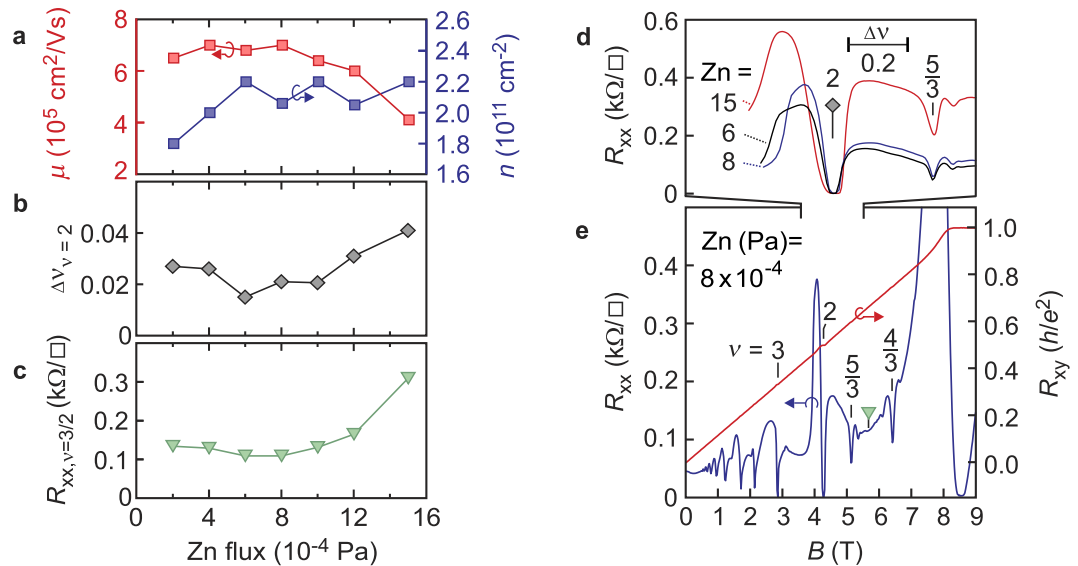 a
μ (10⁵ cm²/Vs)
8
6
4
2
2.6
2.4
2.2
2.0
1.8
1.6
n (10¹¹ cm⁻²)
b
Δν ν = 2
0.04
0.02
0
c
Rxx,ν=3/2 (kΩ/□)
0.3
0.2
0.1
0
0 4 8 12 16
Zn flux (10⁻⁴ Pa)
d
Rxx (kΩ/□)
0.6
0.4
0.2
0
Zn =
15
6
8
2
Δν
0.2
5/3
e
Rxx (kΩ/□)
0.4
0.3
0.2
0.1
0
Zn (Pa)=
8 x 10⁻⁴
ν = 3
2
5/3
4/3
1.0
0.8
0.6
0.4
0.2
0.0
Rxy (h/e²)
0 1 2 3 4 5 6 7 8 9
B (T)